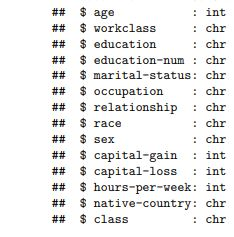 ##  $ age           : int
##  $ workclass     : chr
##  $ education     : chr
##  $ education-num : chr
##  $ marital-status: chr
##  $ occupation    : chr
##  $ relationship  : chr
##  $ race          : chr
##  $ sex           : chr
##  $ capital-gain  : int
##  $ capital-loss  : int
##  $ hours-per-week: int
##  $ native-country: chr
##  $ class         : chr